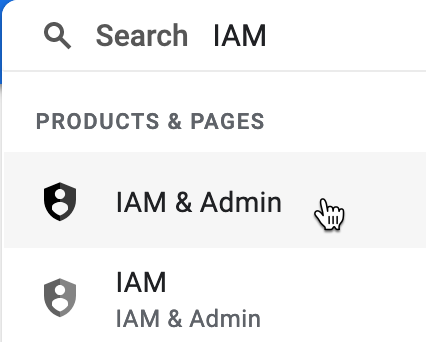 Search IAM
PRODUCTS & PAGES
IAM & Admin
IAM
IAM & Admin